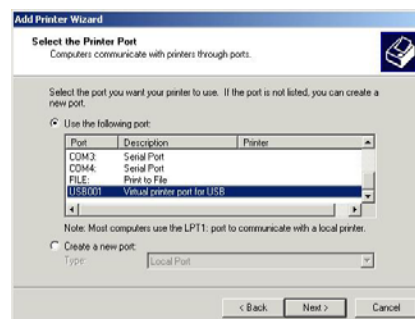 Add Printer Wizard
Select the Printer Port
Computers communicate with printers through ports.
Select the port you want your printer to use. If the port is not listed, you can create a
new port.
Use the following port:
Port Description Printer
COM3: Serial Port
COM4: Serial Port
FILE: Print to File
USB001 Virtual printer port for USB
Note: Most computers use the LPT1: port to communicate with a local printer.
Create a new port:
Type: Local Port
< Back Next > Cancel